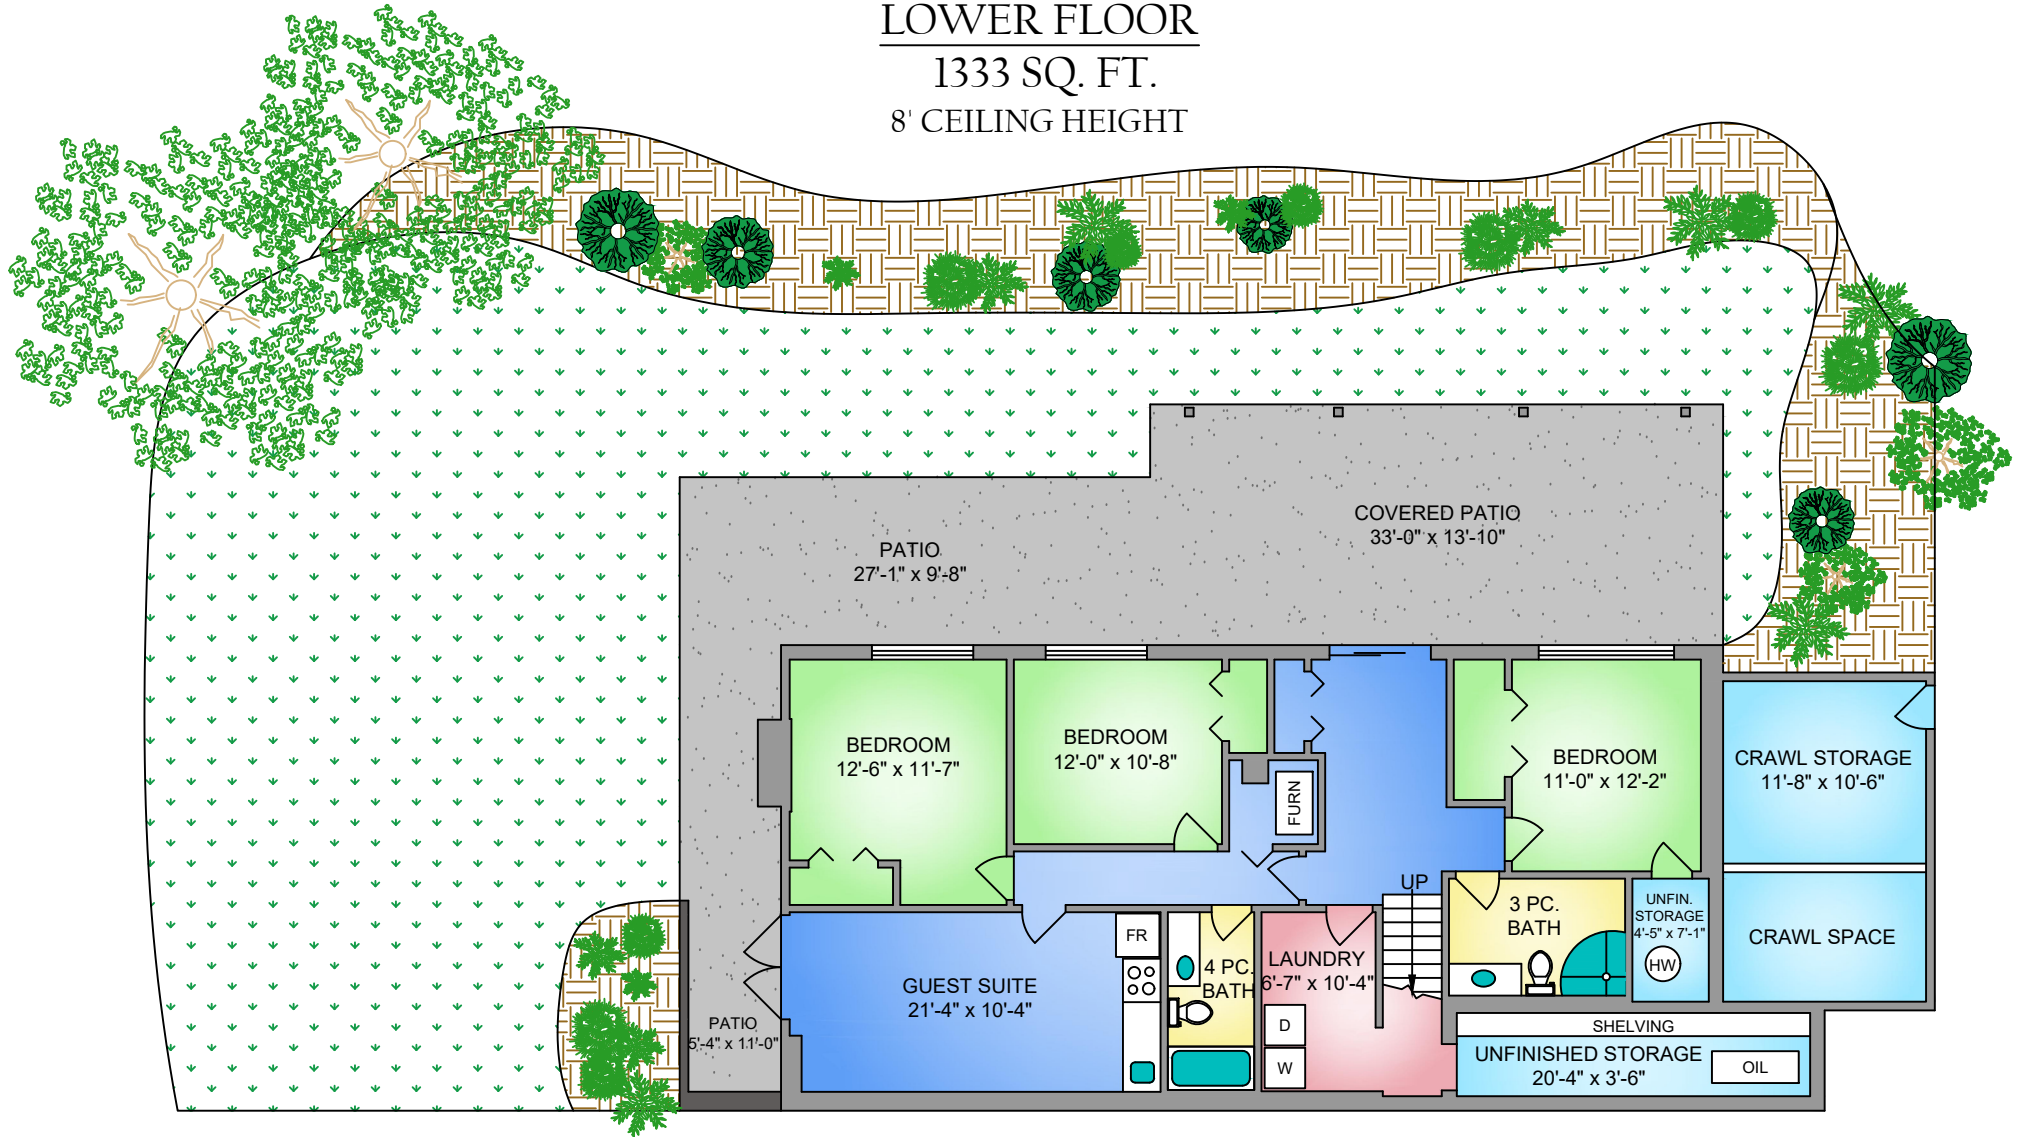 LOWER FLOOR
1333 SQ. FT.
8' CEILING HEIGHT
COVERED PATIO
33'-0" x 13'-10"
PATIO
27'-1" x 9'-8"
BEDROOM
12'-6" x 11'-7"
BEDROOM
12'-0" x 10'-8"
FURN
BEDROOM
11'-0" x 12'-2"
CRAWL STORAGE
11'-8" x 10'-6"
UP
3 PC.
BATH
UNFIN.
STORAGE
4'-5" x 7'-1"
HW
CRAWL SPACE
FR
GUEST SUITE
21'-4" x 10'-4"
4 PC.
BATH
LAUNDRY
6'-7" x 10'-4"
D
W
PATIO
5'-4" x 11'-0"
SHELVING
UNFINISHED STORAGE
20'-4" x 3'-6"
OIL